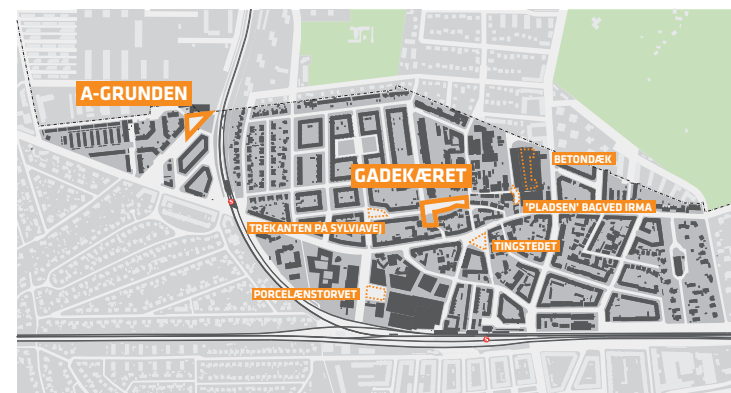 A-GRUNDEN
BETONDÆK
GADEKÆRET
'PLADSEN' BAGVED IRMA
TREKANTEN PÅ SYLVIAVEJ
TINGSTEDET
PORCELÆNSTORVET